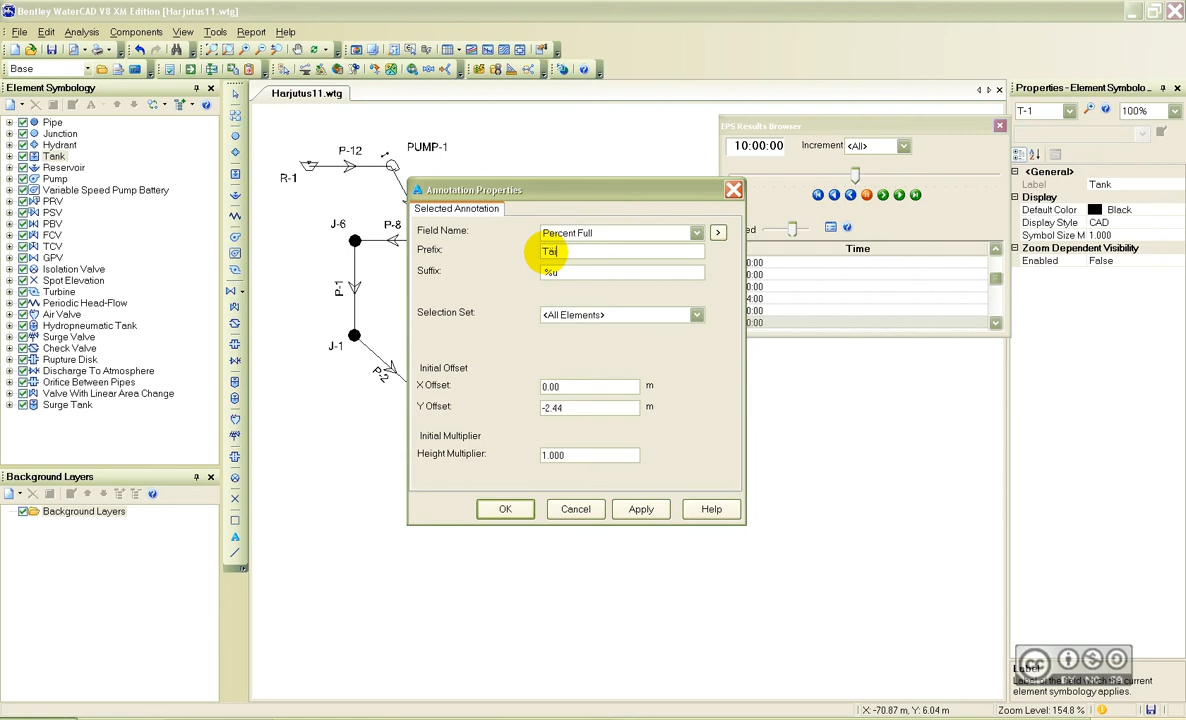 Bentley WaterCAD V8 XM Edition [Harjutus11.wtg]
File Edit Analysis Components View Tools Report Help
Base
Element Symbology
Pipe
Junction
Hydrant
Tank
Reservoir
Pump
Variable Speed Pump Battery
PRV
PSV
PBV
FCV
TCV
GPV
Isolation Valve
Spot Elevation
Turbine
Periodic Head-Flow
Air Valve
Hydropneumatic Tank
Surge Valve
Check Valve
Rupture Disk
Discharge To Atmosphere
Orifice Between Pipes
Valve With Linear Area Change
Surge Tank
Background Layers
Background Layers
Harjutus11.wtg
P-12
PUMP-1
R-1
J-6
P-8
P-1
J-1
P-2
Annotation Properties
Selected Annotation
Field Name: Percent Full >
Prefix: Tai
Suffix: %u
Selection Set: <All Elements>
Initial Offset
X Offset: 0.00 m
Y Offset: -2.44 m
Initial Multiplier
Height Multiplier: 1.000
OK Cancel Apply Help
EPS Results Browser
10:00:00 Increment <All>
Time
Properties - Element Symbolo...
T-1 100%
<General>
Label Tank
Display
Default Color Black
Display Style CAD
Symbol Size M 1.000
Zoom Dependent Visibility
Enabled False
Label
element symbology applies.
BY NC SA
X: -70.87 m, Y: 6.04 m Zoom Level: 154.8 %